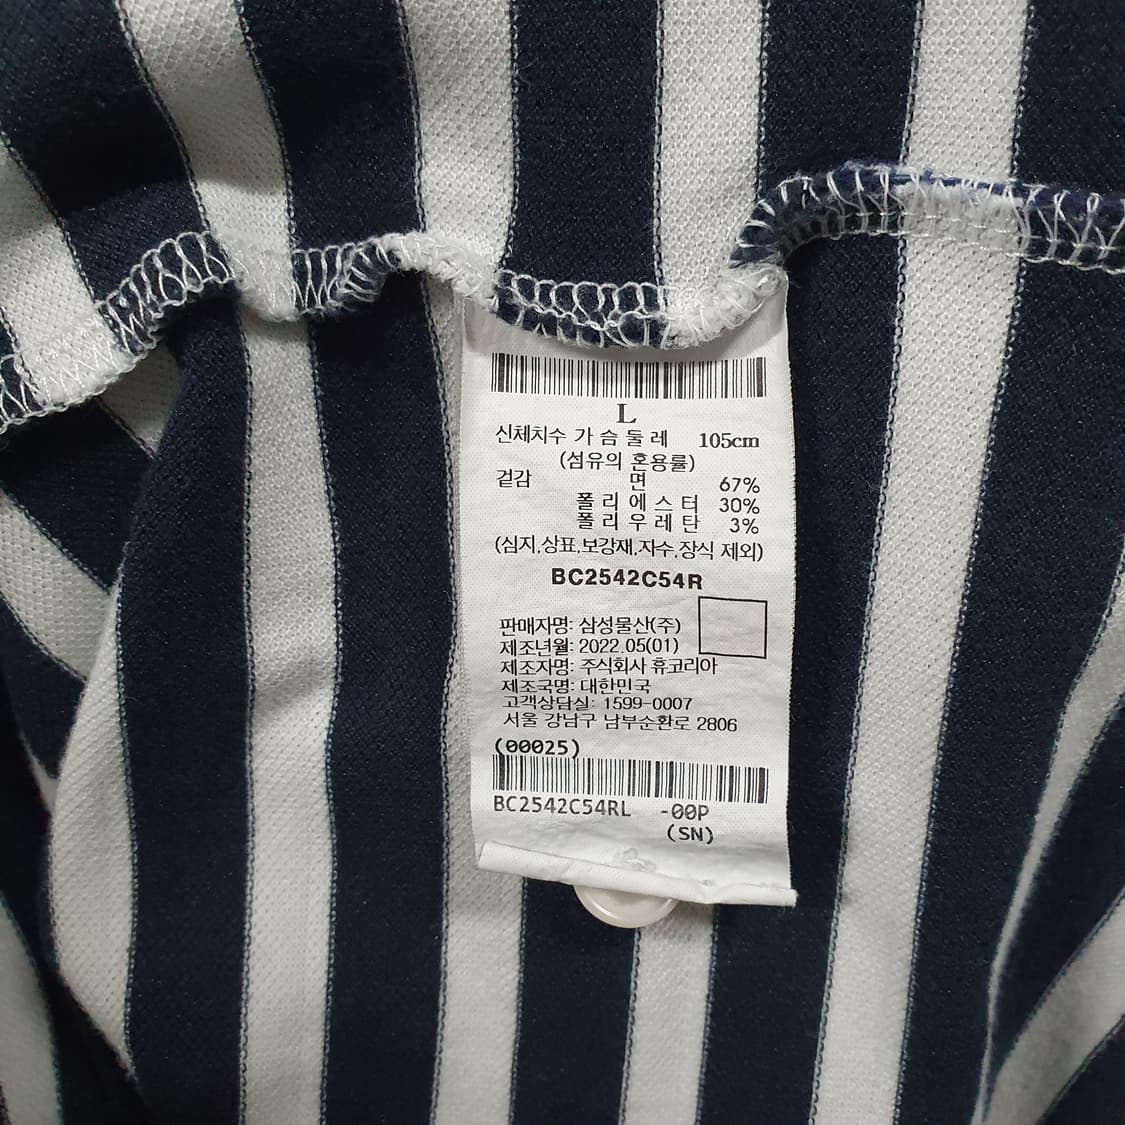 L
신체치수 가 슴 둘 레 105cm
(섬유의 혼용률)
겉감 면 67%
폴 리 에 스 터 30%
폴 리 우 레 탄 3%
(심지,상표,보강재,자수,장식 제외)
BC2542C54R
판매자명: 삼성물산(주)
제조년월: 2022.05(01)
제조자명: 주식회사 휴코리아
제조국명: 대한민국
고객상담실: 1599-0007
서울 강남구 남부순환로 2806
(00025)
BC2542C54RL -00P
(SN)